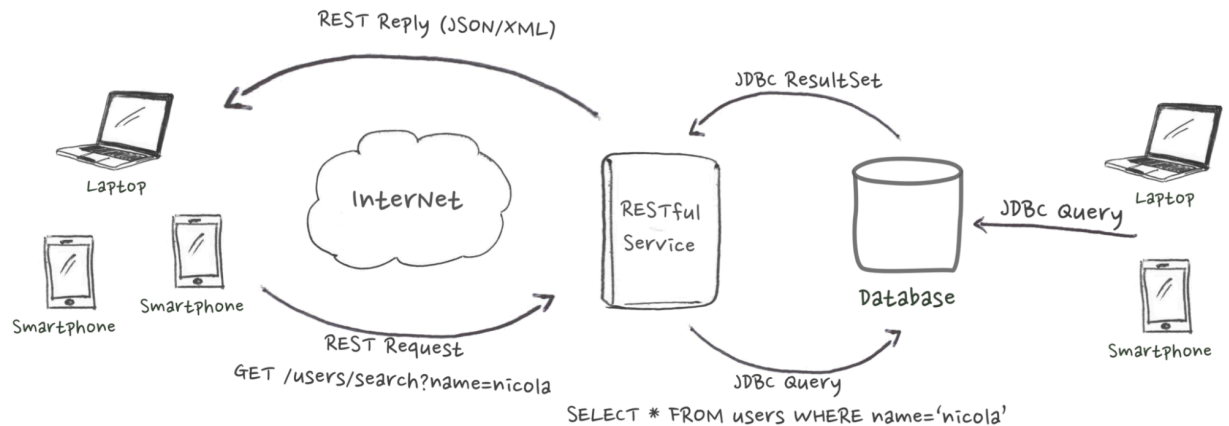 REST Reply (JSON/XML)
JDBC ResultSet
Laptop
InterNet
RESTful
Service
Laptop
JDBC Query
Smartphone
Smartphone
Database
Smartphone
REST Request
GET /users/search?name=nicola
JDBC Query
SELECT * FROM users WHERE name='nicola'